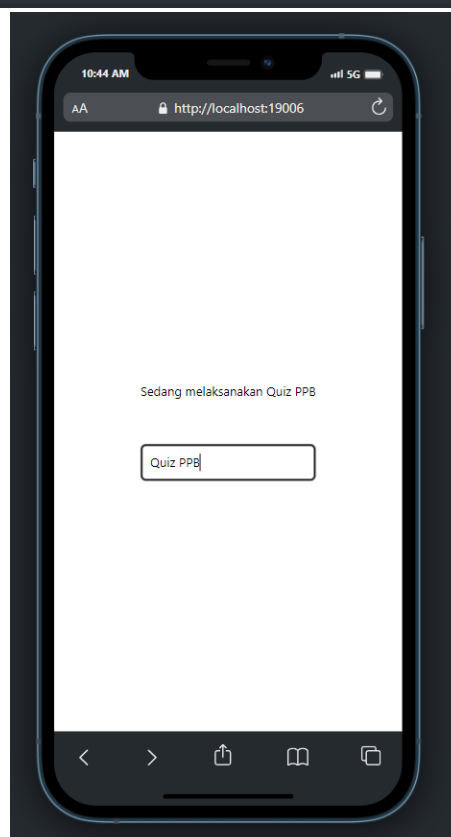 10:44 AM
5G
AA http://localhost:19006
Sedang melaksanakan Quiz PPB
Quiz PPB